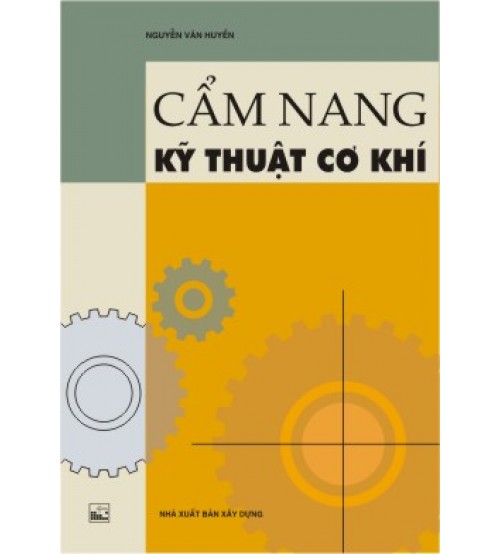 NGUYỄN VĂN HUYỀN
CẨM NANG
KỸ THUẬT CƠ KHÍ
NHÀ XUẤT BẢN XÂY DỰNG